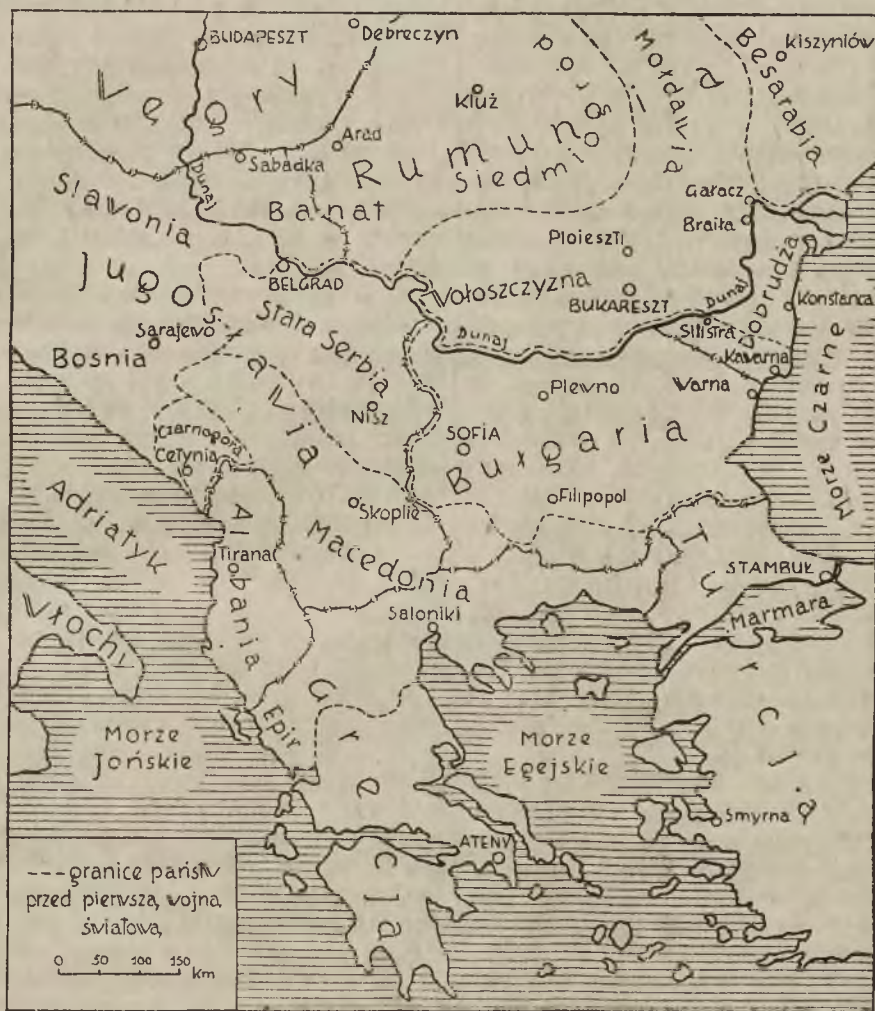 BUDAPESZT
Debreczyn
Kiszyniów
Węgry
Kluż
Mołdawia
Besarabia
Arad
Sabadka
Rumunia
Siedmiogród
Dunaj
Sławonia
Banat
Gałacz
Braiła
Ploieszti
Jugosławia
BELGRAD
Wołoszczyzna
BUKARESZT
Dunaj
Dobrudża
Konstanca
Sarajewo
Stara Serbia
Dunaj
Silistra
Kawarna
Bosnia
Plewno
Warna
Nisz
SOFIA
Bułgaria
Morze Czarne
Czarnogora
Cetynia
Adriatyk
Skoplie
Filipopol
Albania
Tirana
Macedonia
Turcja
STAMBUŁ
Saloniki
Marmara
Włochy
Grecja
Epir
Morze
Jońskie
Morze
Egejskie
Smyrna
ATENY
---granice państw
przed pierwszą wojną
światową
0 50 100 150
km